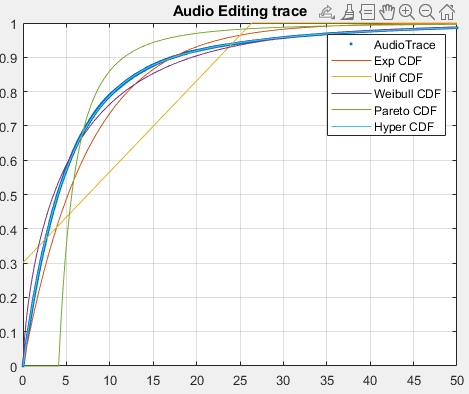 Audio Editing trace
1
0.9
0.8
0.7
0.6
0.5
0.4
0.3
0.2
0.1
0
AudioTrace
Exp CDF
Unif CDF
Weibull CDF
Pareto CDF
Hyper CDF
0 5 10 15 20 25 30 35 40 45 50